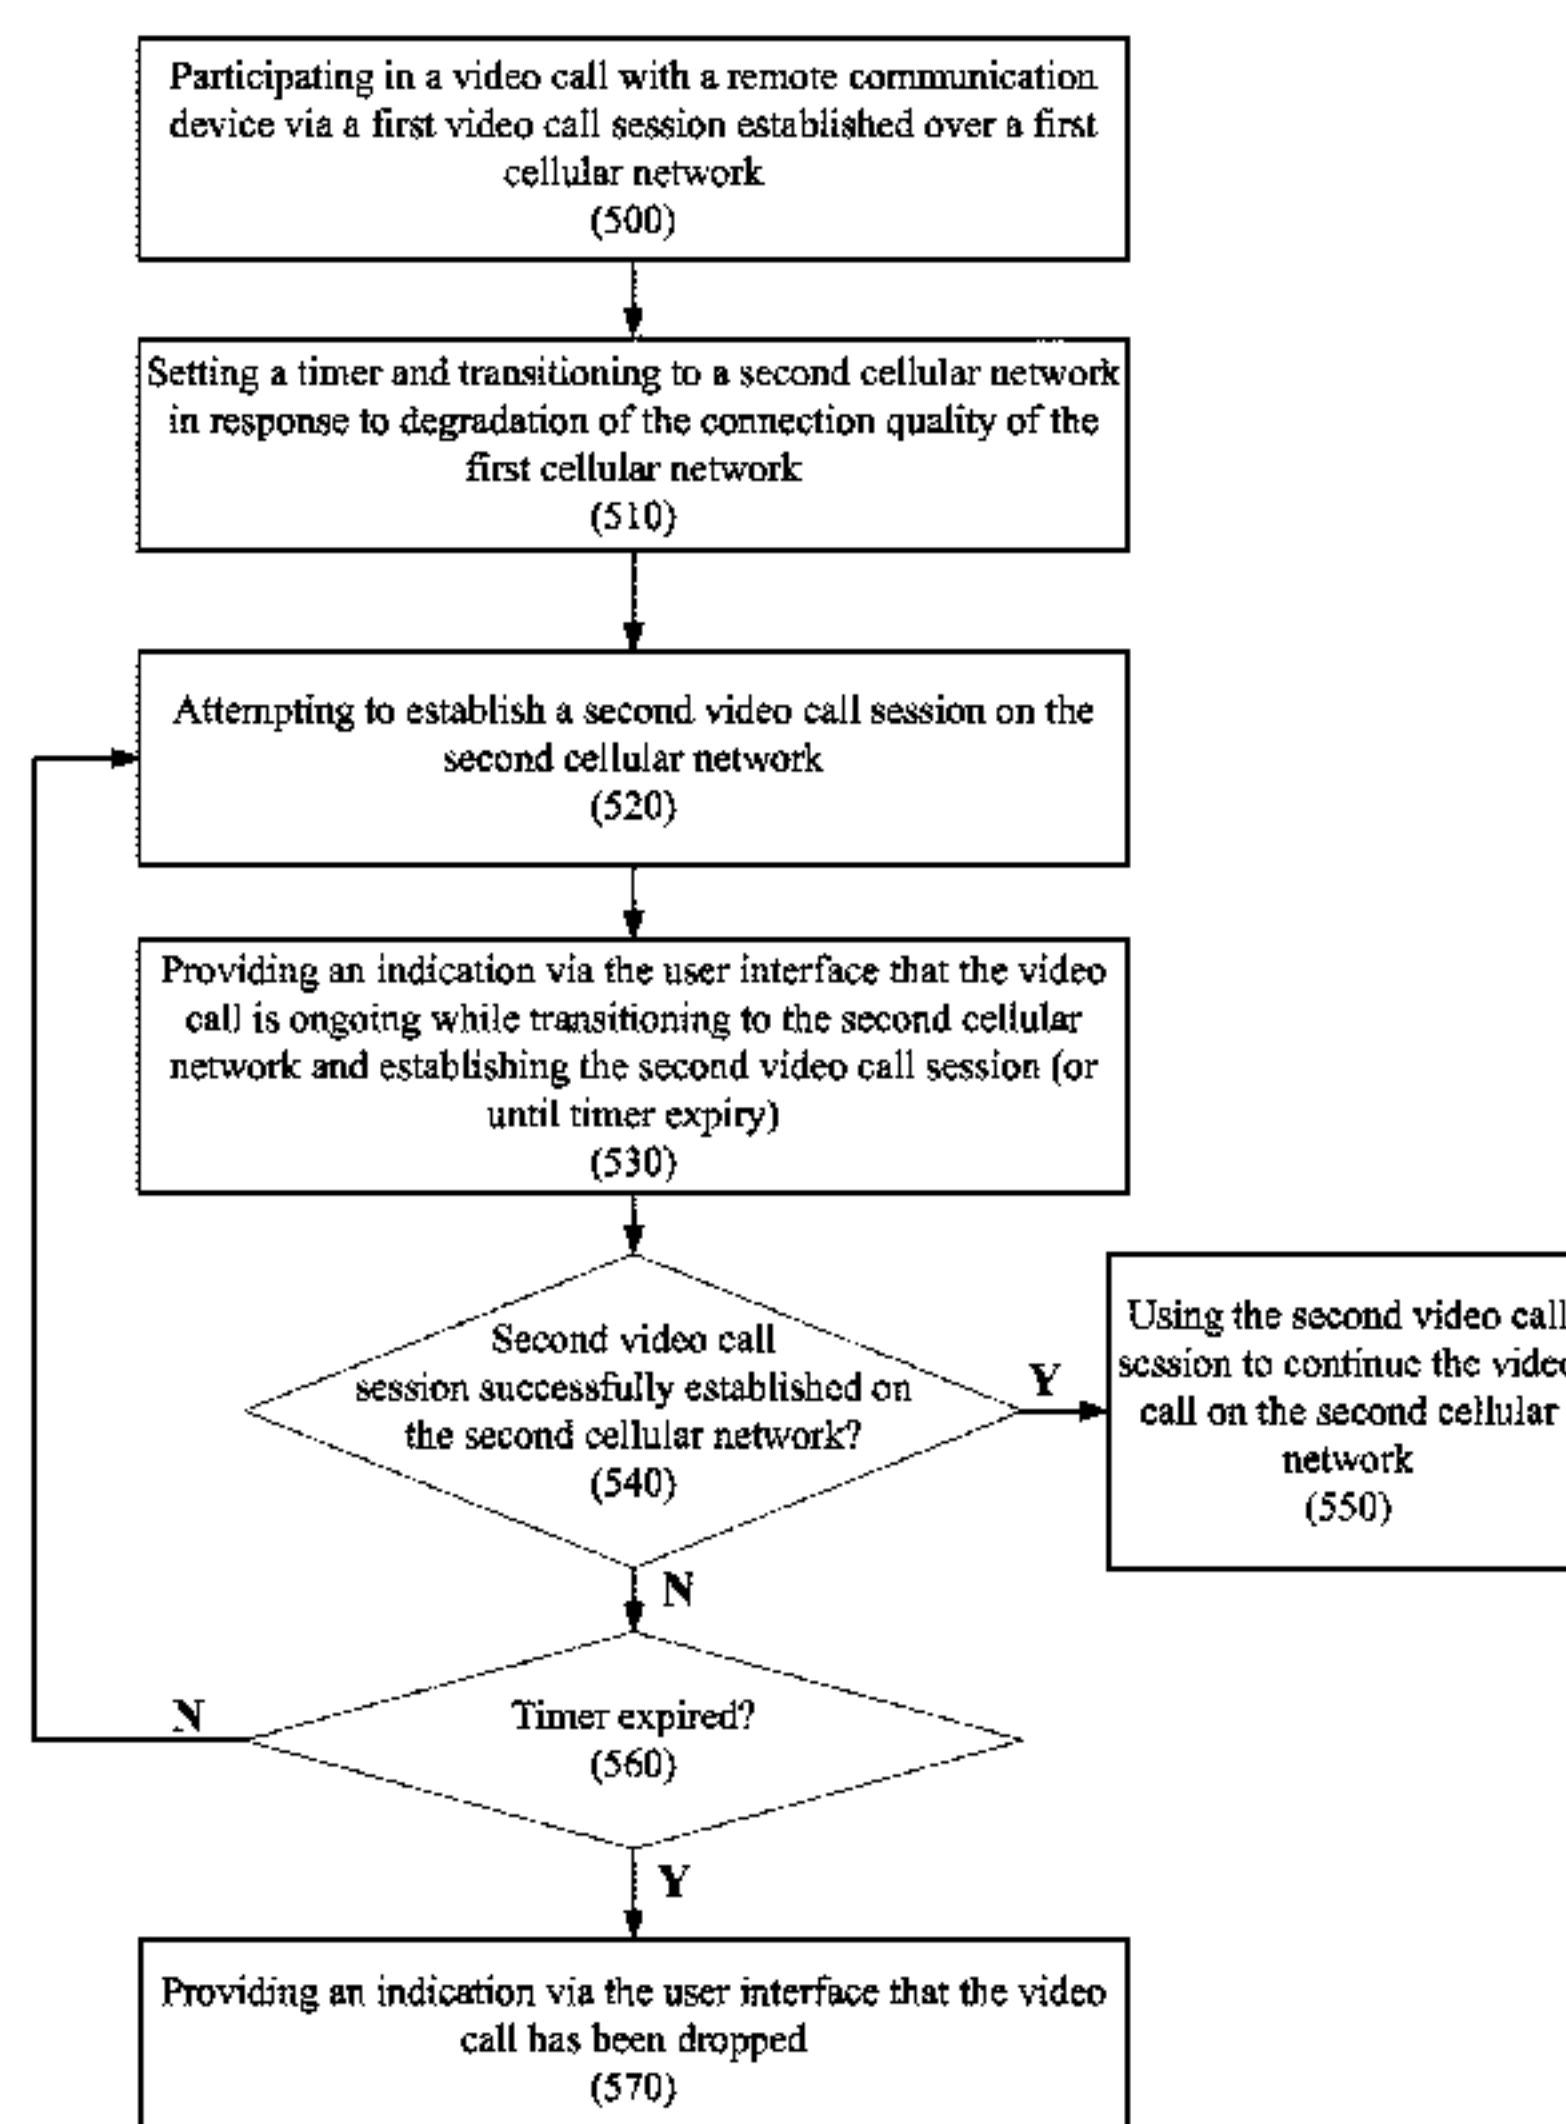 Participating in a video call with a remote communication
device via a first video call session established over a first
cellular network
(500)
Setting a timer and transitioning to a second cellular network
in response to degradation of the connection quality of the
first cellular network
(510)
Attempting to establish a second video call session on the
second cellular network
(520)
Providing an indication via the user interface that the video
call is ongoing while transitioning to the second cellular
network and establishing the second video call session (or
until timer expiry)
(530)
Second video call
session successfully established on
the second cellular network?
(540)
Y
Using the second video call
session to continue the video
call on the second cellular
network
(550)
N
Timer expired?
(560)
N
Y
Providing an indication via the user interface that the video
call has been dropped
(570)